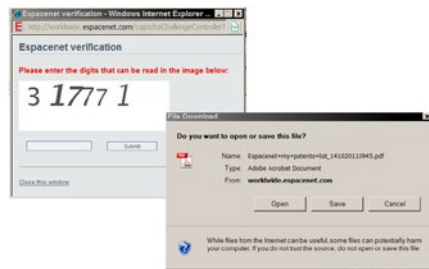 Espacenet verification - Windows Internet Explorer ...
http://worldwide.espacenet.com/captchaChallengeController?
Espacenet verification
Please enter the digits that can be read in the image below:
3 1777 1
Submit
Close this window
File Download
Do you want to open or save this file?
Name: Espacenet+my+patents+list_141020113945.pdf
Type: Adobe Acrobat Document
From: worldwide.espacenet.com
Open Save Cancel
While files from the Internet can be useful, some files can potentially harm
your computer. If you do not trust the source, do not open or save this file.